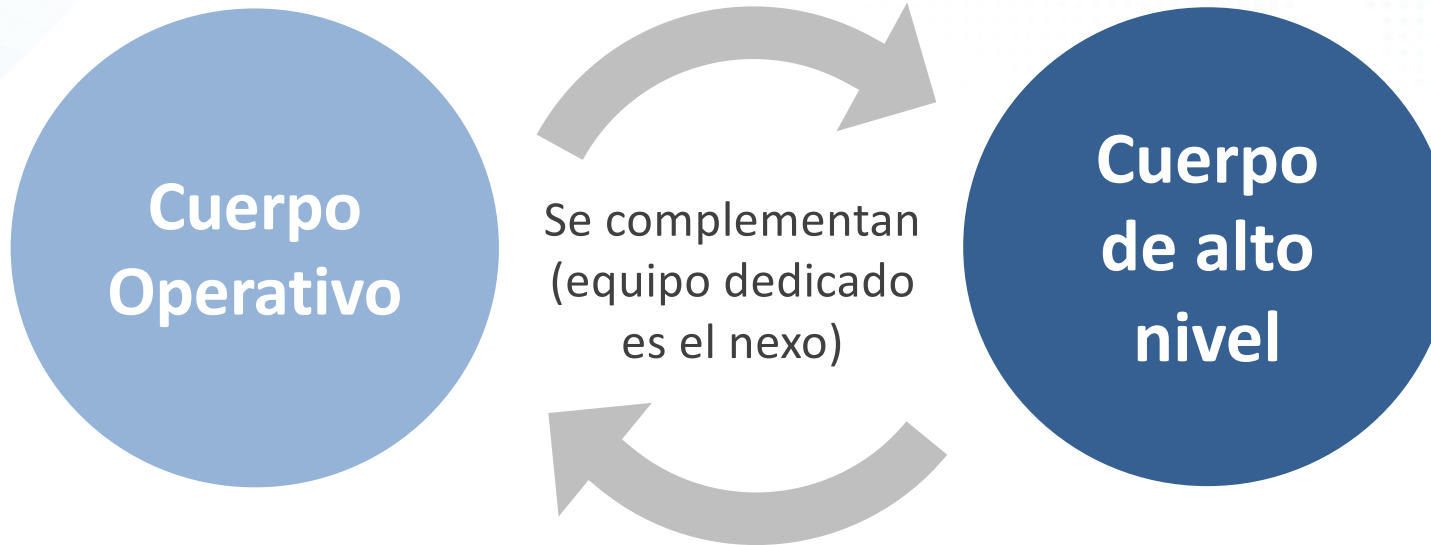 Cuerpo
Operativo
Se complementan
(equipo dedicado
es el nexo)
Cuerpo
de alto
nivel